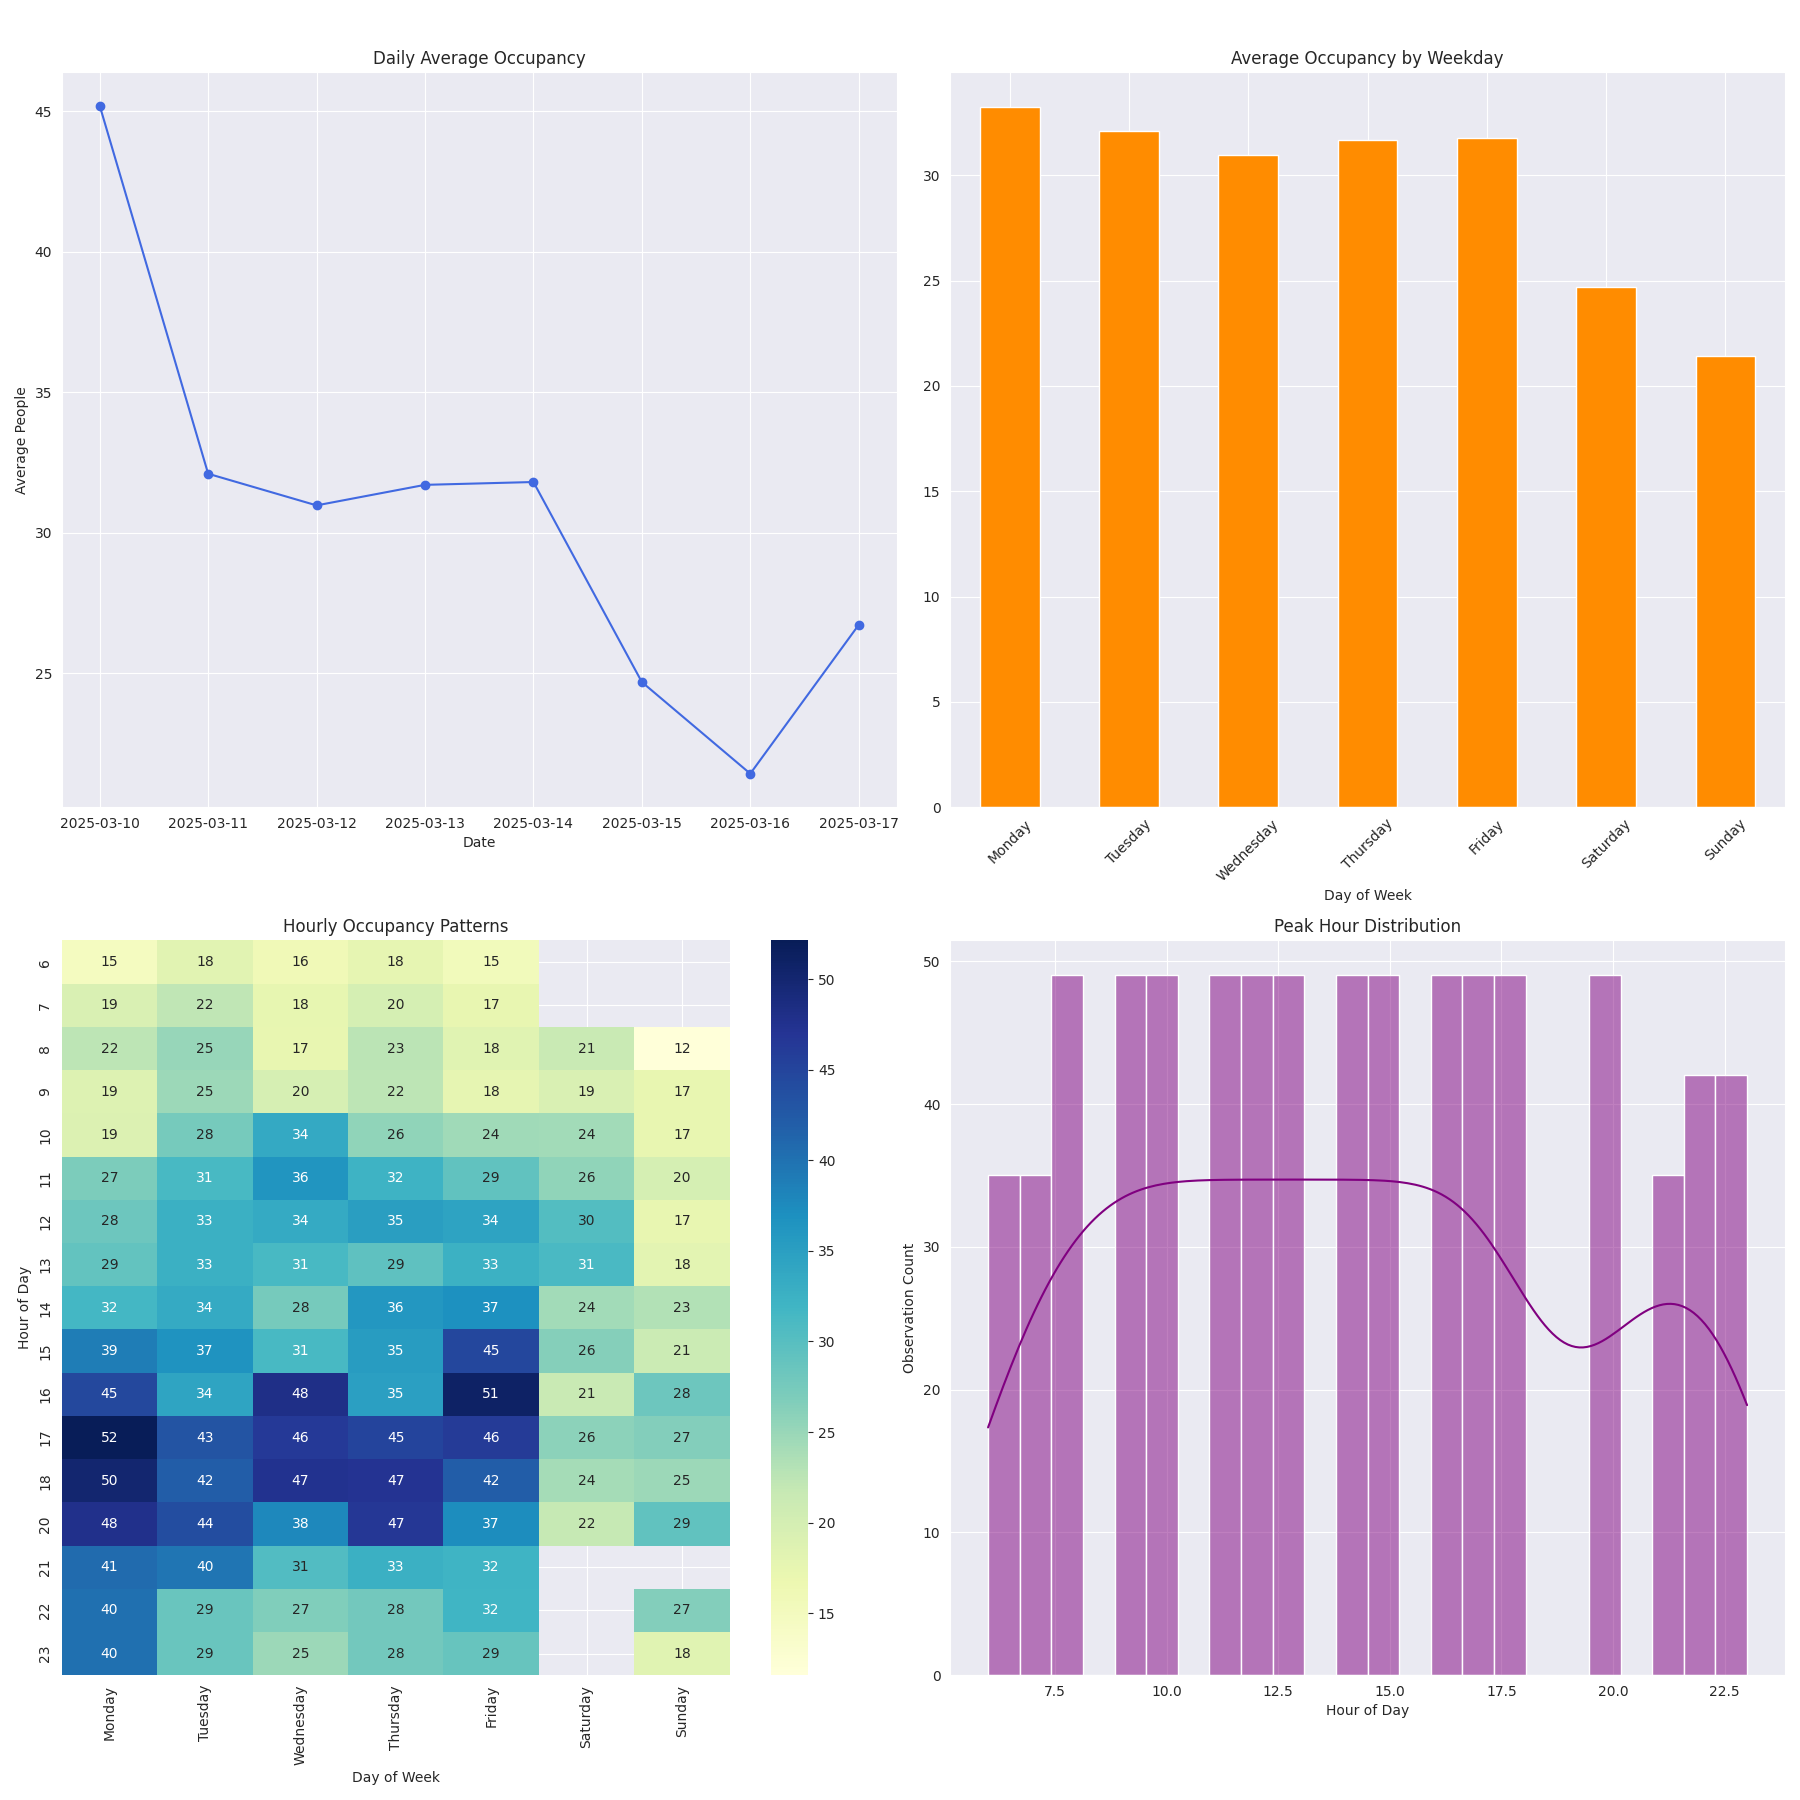 Daily Average Occupancy
45
40
35
30
25
Average People
2025-03-10 2025-03-11 2025-03-12 2025-03-13 2025-03-14 2025-03-15 2025-03-16 2025-03-17
Date
Average Occupancy by Weekday
30
25
20
15
10
5
0
Monday Tuesday Wednesday Thursday Friday Saturday Sunday
Day of Week
Hourly Occupancy Patterns
Hour of Day
6 15 18 16 18 15
7 19 22 18 20 17
8 22 25 17 23 18 21 12
9 19 25 20 22 18 19 17
10 19 28 34 26 24 24 17
11 27 31 36 32 29 26 20
12 28 33 34 35 34 30 17
13 29 33 31 29 33 31 18
14 32 34 28 36 37 24 23
15 39 37 31 35 45 26 21
16 45 34 48 35 51 21 28
17 52 43 46 45 46 26 27
18 50 42 47 47 42 24 25
20 48 44 38 47 37 22 29
21 41 40 31 33 32
22 40 29 27 28 32 27
23 40 29 25 28 29 18
Monday Tuesday Wednesday Thursday Friday Saturday Sunday
Day of Week
50
45
40
35
30
25
20
15
Peak Hour Distribution
50
40
30
20
10
0
Observation Count
7.5 10.0 12.5 15.0 17.5 20.0 22.5
Hour of Day